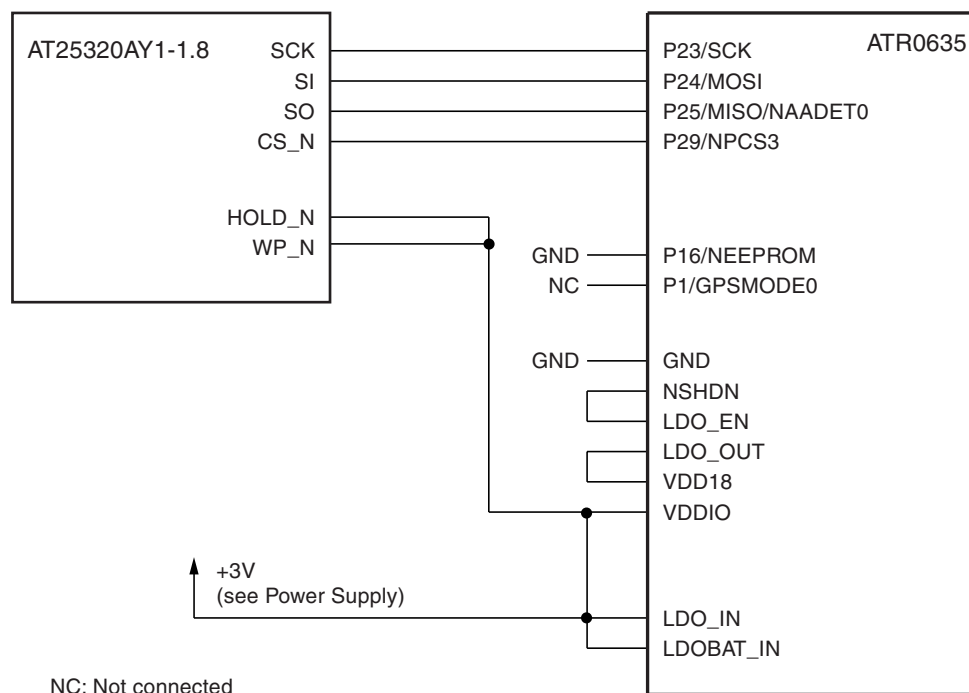 AT25320AY1-1.8
SCK
SI
SO
CS_N
HOLD_N
WP_N
ATR0635
P23/SCK
P24/MOSI
P25/MISO/NAADET0
P29/NPCS3
GND
P16/NEEPROM
NC
P1/GPSMODE0
GND
GND
NSHDN
LDO_EN
LDO_OUT
VDD18
VDDIO
+3V
(see Power Supply)
LDO_IN
LDOBAT_IN
NC: Not connected